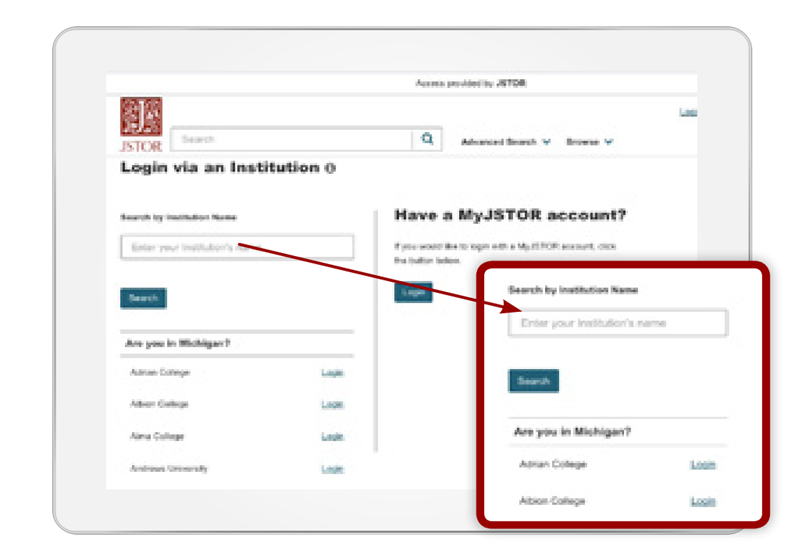 Access provided by JSTOR
Login
JSTOR
Search
Advanced Search
Browse
Login via an Institution
Search by Institution Name
Enter your Institution's name
Search
Are you in Michigan?
Adrian College Login
Albion College Login
Alma College Login
Andrews University Login
Have a MyJSTOR account?
If you would like to login with a MyJSTOR account, click
the button below.
Login
Search by Institution Name
Enter your Institution's name
Search
Are you in Michigan?
Adrian College Login
Albion College Login